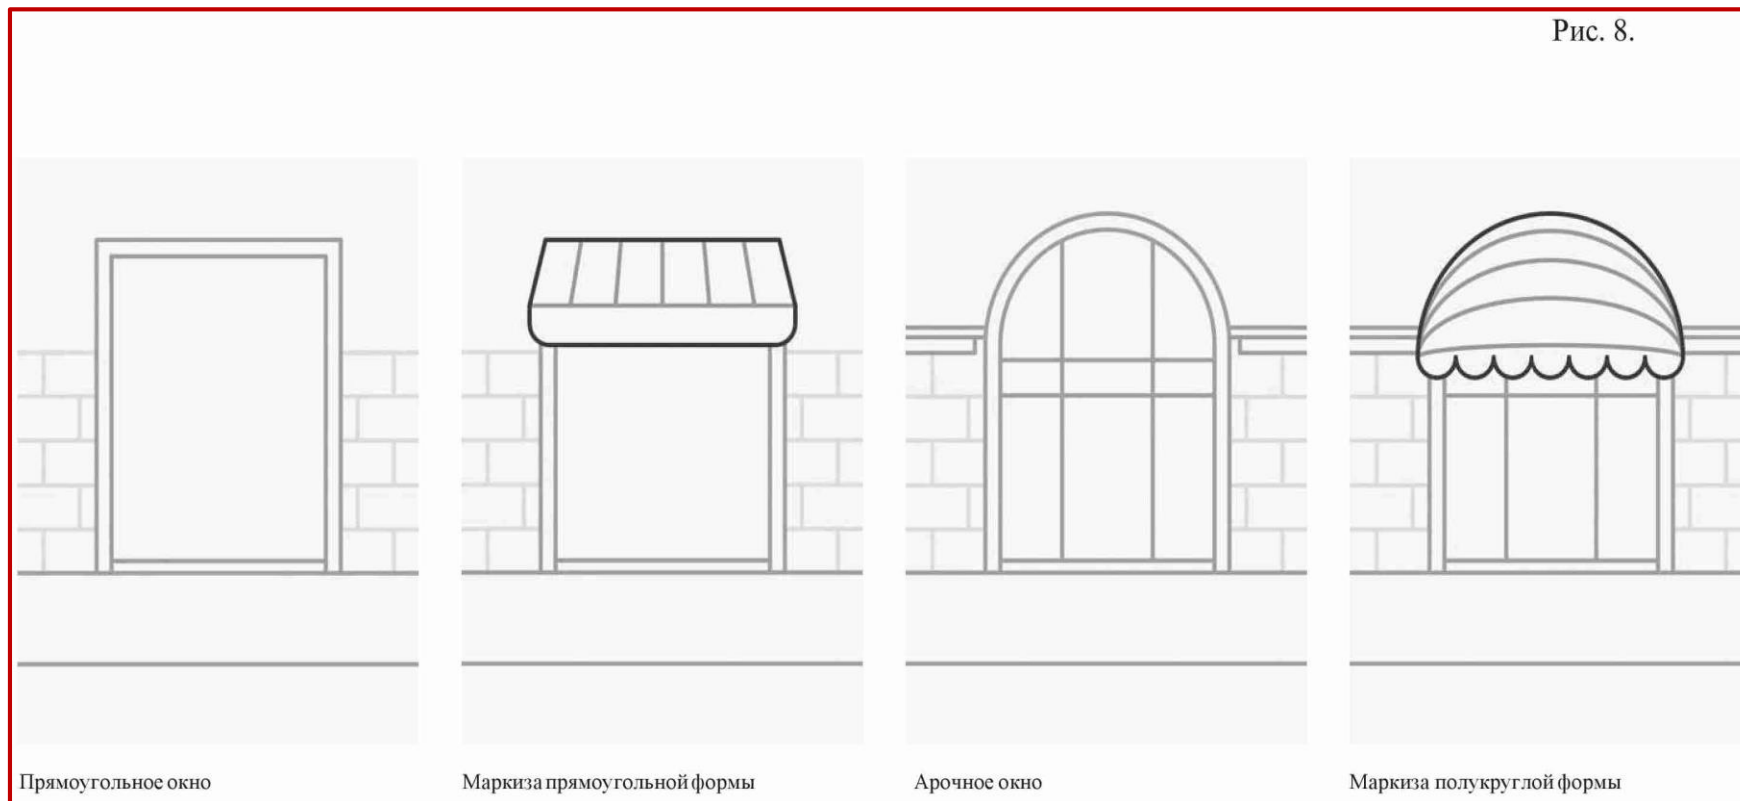 Рис. 8.
Прямоугольное окно
Маркиза прямоугольной формы
Арочное окно
Маркиза полукруглой формы